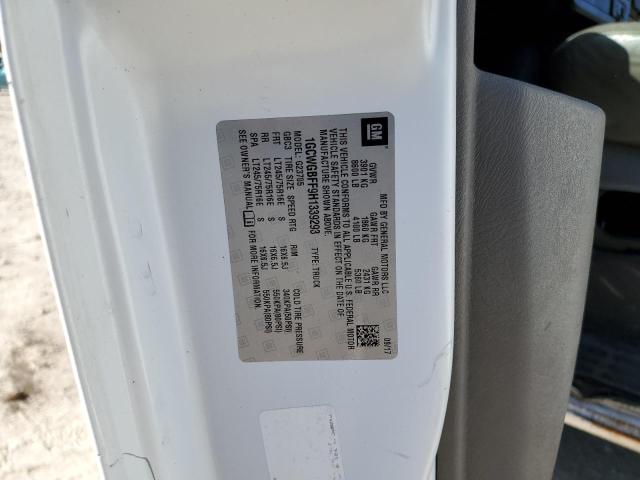 GM
MFD BY GENERAL MOTORS LLC 09/17
GVWR GAWR FRT GAWR RR
3901 KG 1860 KG 2431 KG
8600 LB 4100 LB 5360 LB
THIS VEHICLE CONFORMS TO ALL APPLICABLE U.S. FEDERAL MOTOR
VEHICLE SAFETY STANDARDS IN EFFECT ON THE DATE OF
MANUFACTURE SHOWN ABOVE.
1GCWGBFF9H1339293 TYPE: TRUCK
MODEL: G23705
GBC3 TIRE SIZE SPEED RTG RIM COLD TIRE PRESSURE
FRT LT245/75R16E S 16X6.5J 340KPA(50PSI)
RR LT245/75R16E S 16X6.5J 550KPA(80PSI)
SPA LT245/75R16E S 16X6.5J 550KPA(80PSI)
SEE OWNER'S MANUAL FOR MORE INFORMATION.